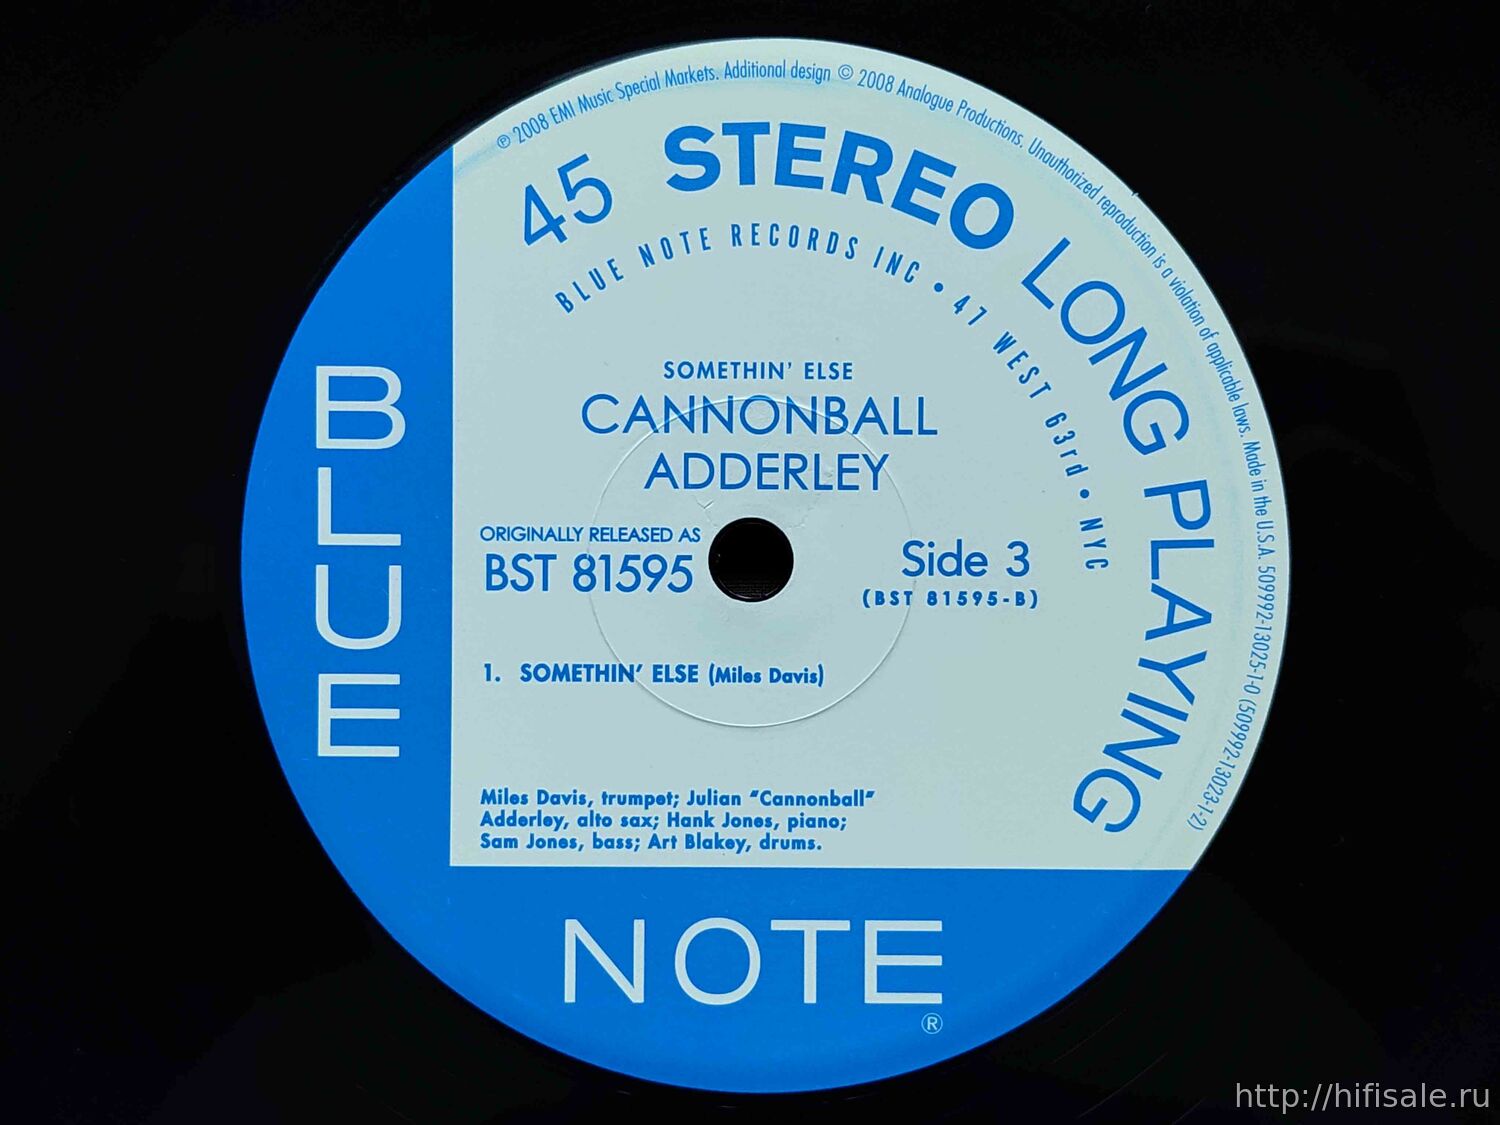 ℗ 2008 EMI Music Special Markets. Additional design © 2008 Analogue Productions. Unauthorized reproduction is a violation of applicable laws. Made in the U.S.A. 509992-13025-1-0 (509992-13023-1-2)
45 STEREO LONG PLAYING
BLUE NOTE RECORDS INC • 47 WEST 63rd • NYC
SOMETHIN' ELSE
CANNONBALL
ADDERLEY
ORIGINALLY RELEASED AS
BST 81595
Side 3
(BST 81595-B)
1. SOMETHIN' ELSE (Miles Davis)
Miles Davis, trumpet; Julian "Cannonball"
Adderley, alto sax; Hank Jones, piano;
Sam Jones, bass; Art Blakey, drums.
BLUE
NOTE
®
http://hifisale.ru